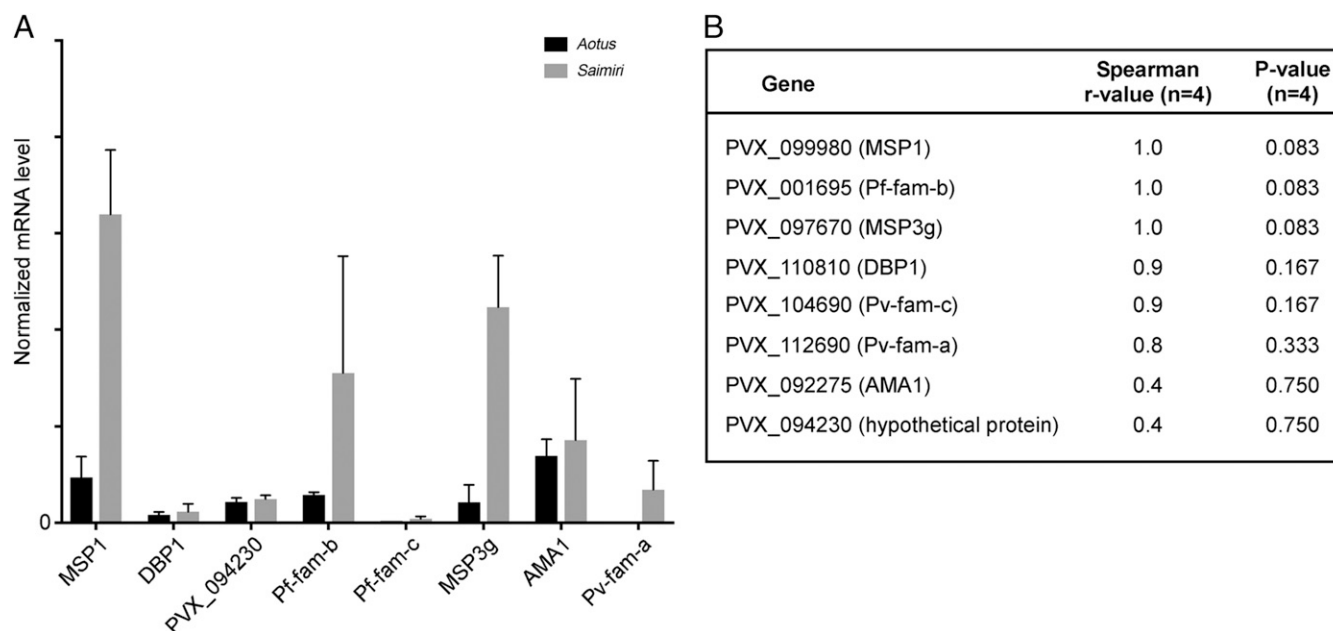 A
Aotus
Saimiri
Normalized mRNA level
0
MSP1
DBP1
PVX_094230
Pf-fam-b
Pf-fam-c
MSP3g
AMA1
Pv-fam-a
B
Gene Spearman r-value (n=4) P-value (n=4)
PVX_099980 (MSP1) 1.0 0.083
PVX_001695 (Pf-fam-b) 1.0 0.083
PVX_097670 (MSP3g) 1.0 0.083
PVX_110810 (DBP1) 0.9 0.167
PVX_104690 (Pv-fam-c) 0.9 0.167
PVX_112690 (Pv-fam-a) 0.8 0.333
PVX_092275 (AMA1) 0.4 0.750
PVX_094230 (hypothetical protein) 0.4 0.750